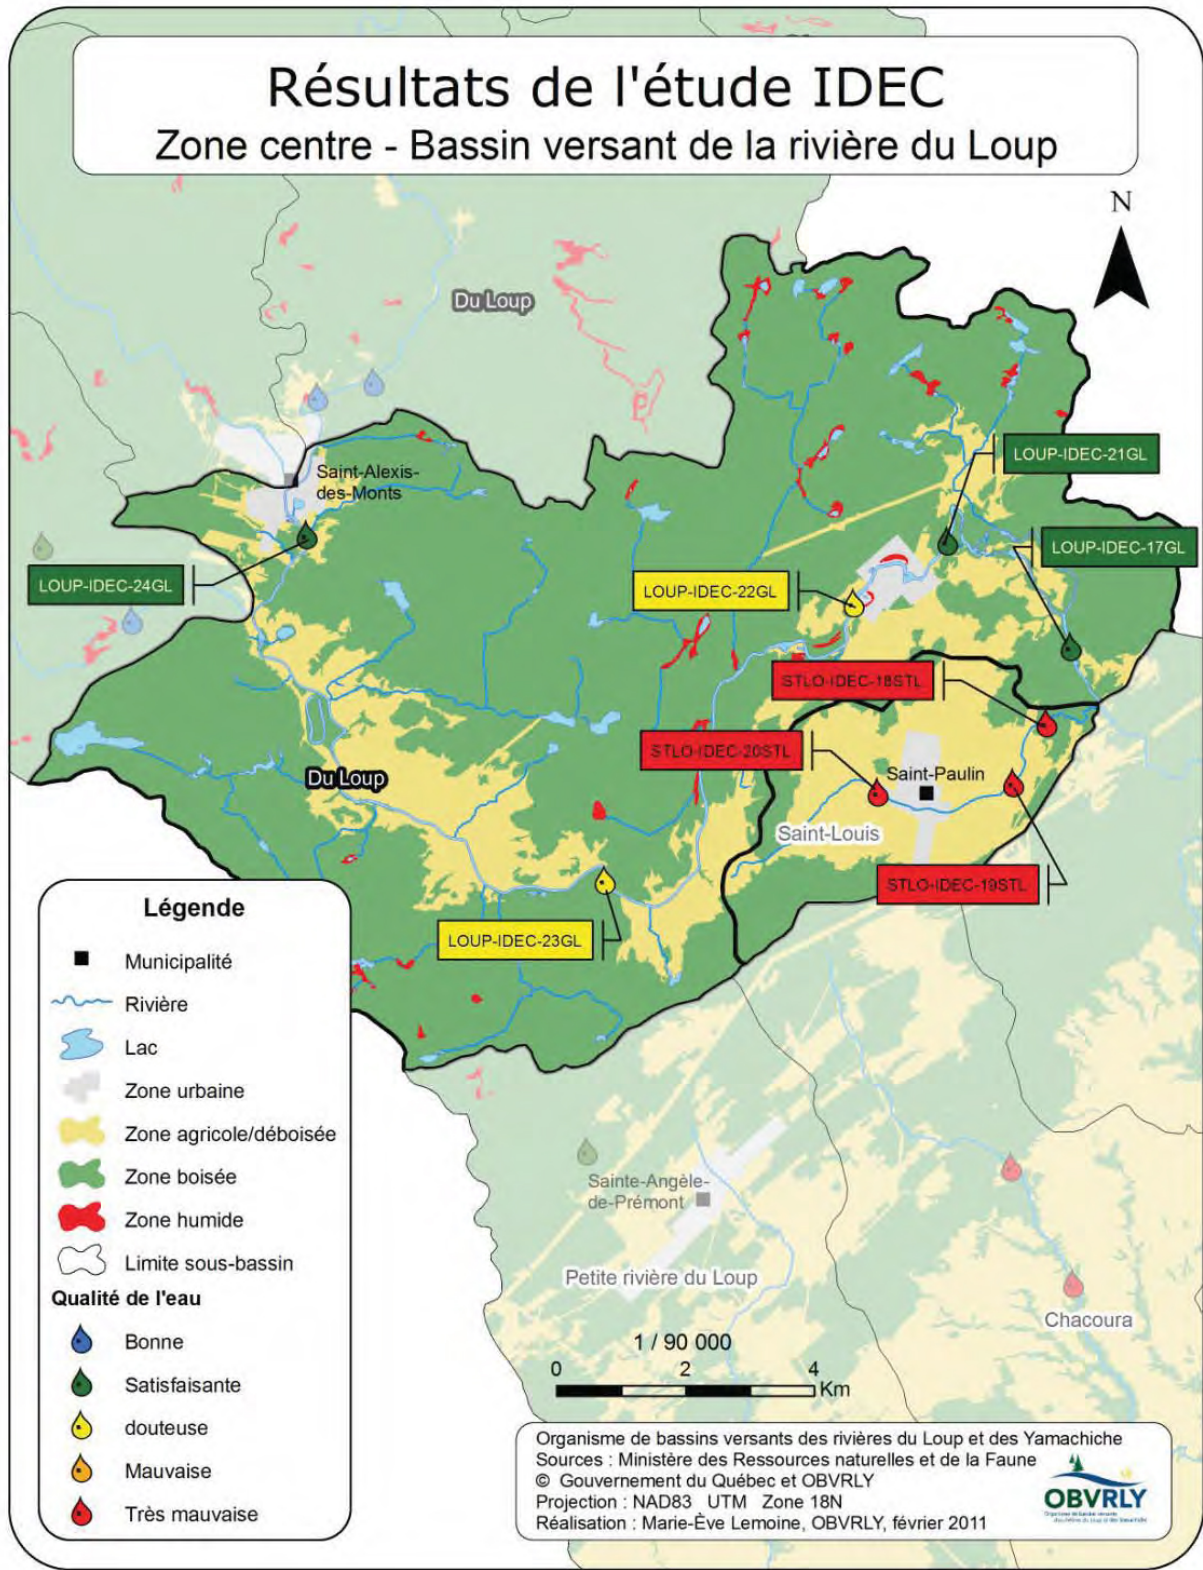 Résultats de l'étude IDEC
Zone centre - Bassin versant de la rivière du Loup
N
Du Loup
Saint-Alexis-
des-Monts
LOUP-IDEC-21GL
LOUP-IDEC-17GL
LOUP-IDEC-24GL
LOUP-IDEC-22GL
STLO-IDEC-18STL
STLO-IDEC-20STL
Saint-Paulin
Du Loup
Saint-Louis
STLO-IDEC-19STL
LOUP-IDEC-23GL
Légende
Municipalité
Rivière
Lac
Zone urbaine
Zone agricole/déboisée
Zone boisée
Zone humide
Limite sous-bassin
Qualité de l'eau
Bonne
Satisfaisante
douteuse
Mauvaise
Très mauvaise
Sainte-Angèle-
de-Prémont
Petite rivière du Loup
Chacoura
1 / 90 000
0 2 4
Km
Organisme de bassins versants des rivières du Loup et des Yamachiche
Sources : Ministère des Ressources naturelles et de la Faune
© Gouvernement du Québec et OBVRLY
Projection : NAD83 UTM Zone 18N
Réalisation : Marie-Ève Lemoine, OBVRLY, février 2011
OBVRLY